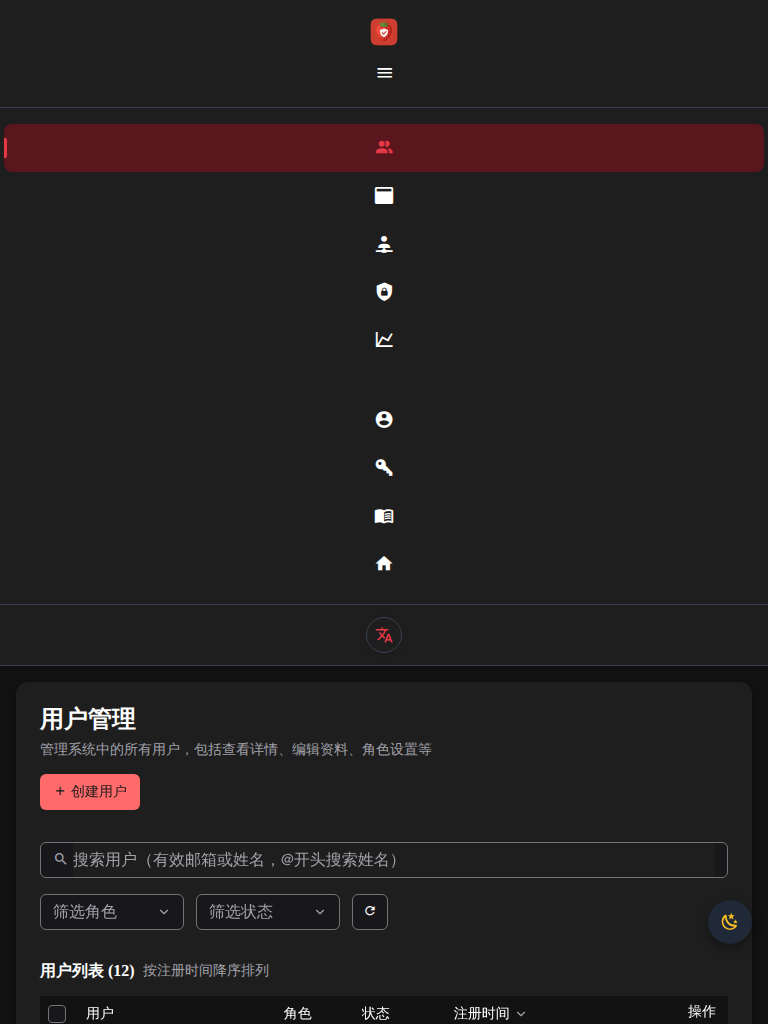 用户管理
管理系统中的所有用户，包括查看详情、编辑资料、角色设置等
+ 创建用户
搜索用户（有效邮箱或姓名，@开头搜索姓名）
筛选角色 筛选状态
用户列表 (12) 按注册时间降序排列
用户 角色 状态 注册时间 操作